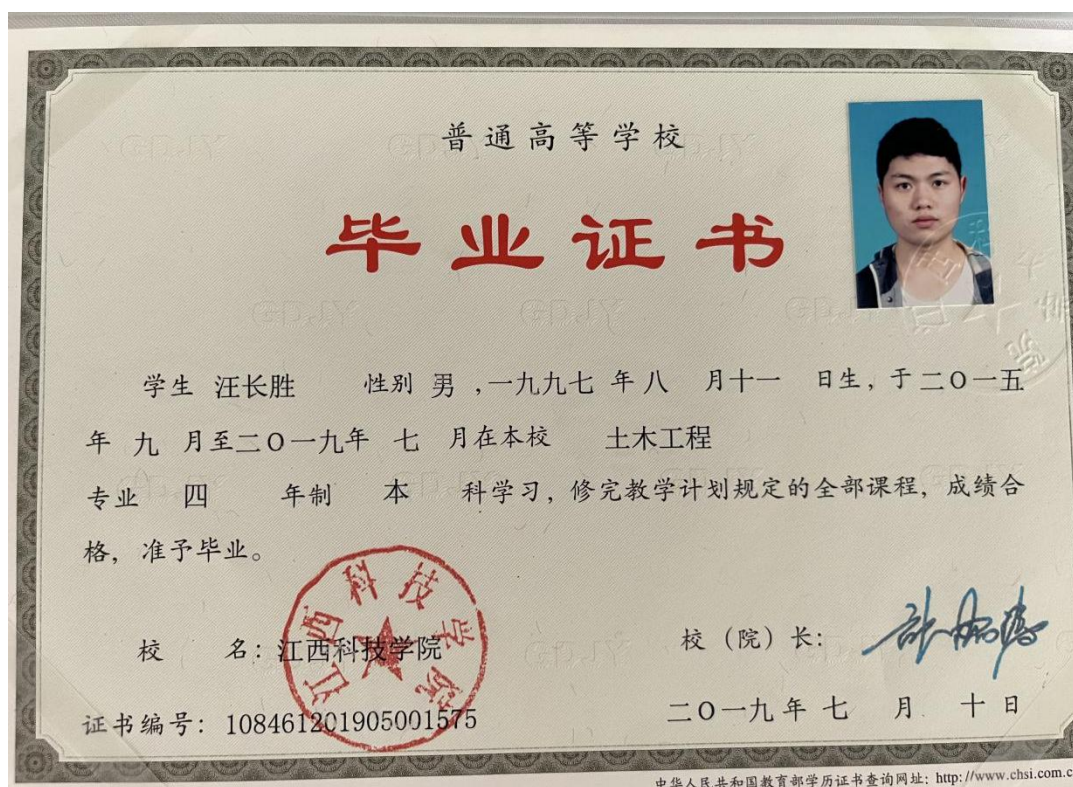 普通高等学校
毕业证书
学生 汪长胜 性别 男 ,一九九七 年 八 月十一 日生，于二〇一五
年 九 月至二〇一九年 七 月在本校 土木工程
专业 四 年制 本 科学习，修完教学计划规定的全部课程，成绩合
格，准予毕业。
江西科技学院
校 名：江西科技学院
校（院）长：
证书编号：108461201905001575
二〇一九年 七 月 十日
中华人民共和国教育部学历证书查询网址：http://www.chsi.com.c